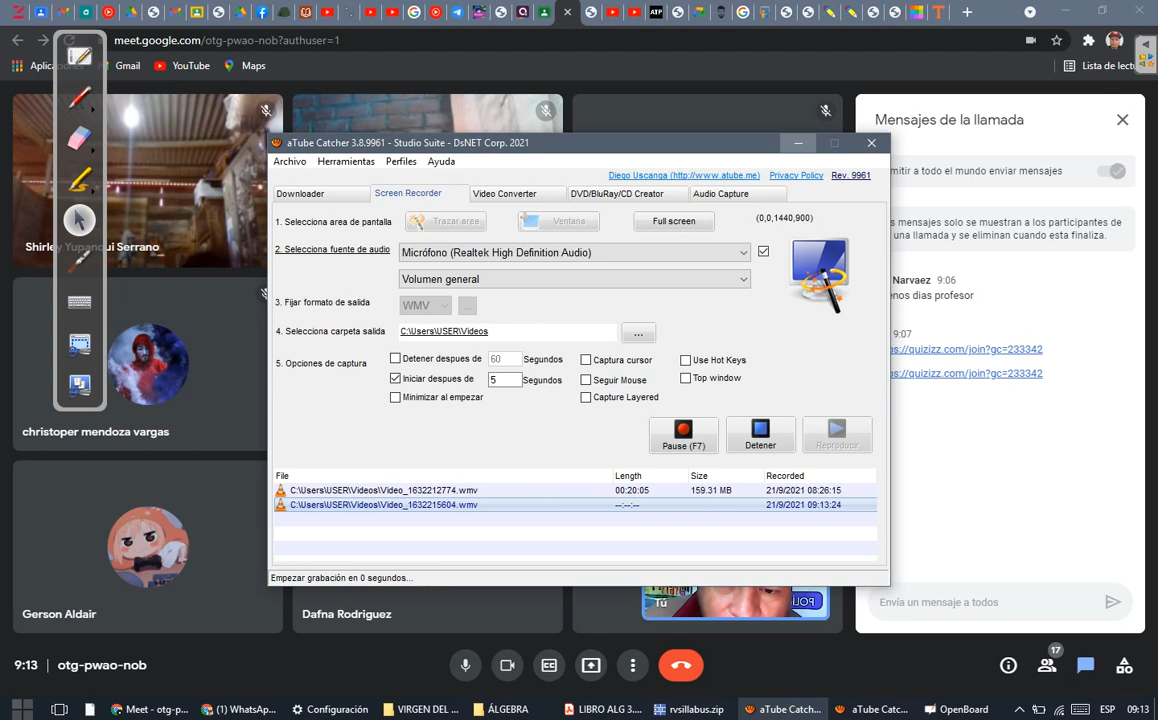 meet.google.com/otg-pwao-nob?authuser=1
Gmail
YouTube
Maps
Mensajes de la llamada
a todo el mundo enviar mensajes
mensajes solo se muestran a los participantes de
una llamada y se eliminan cuando esta finaliza.
Narvaez 9:06
dias profesor
9:07
quizizz.com/join?gc=233342
quizizz.com/join?gc=233342
Envía un mensaje a todos
Shirley Yupanqui Serrano
christoper mendoza vargas
Gerson Aldair
Dafna Rodriguez
Tú
aTube Catcher 3.8.9961 - Studio Suite - DsNET Corp. 2021
Archivo Herramientas Perfiles Ayuda
Diego Uscanga (http://www.atube.me) Privacy Policy Rev. 9961
Downloader Screen Recorder Video Converter DVD/BluRay/CD Creator Audio Capture
1. Selecciona area de pantalla Trazar area Ventana Full screen (0,0,1440,900)
2. Selecciona fuente de audio Micrófono (Realtek High Definition Audio)
Volumen general
3. Fijar formato de salida WMV ...
4. Selecciona carpeta salida C:\Users\USER\Videos ...
5. Opciones de captura
Detener despues de 60 Segundos Captura cursor Use Hot Keys
Iniciar despues de 5 Segundos Seguir Mouse Top window
Minimizar al empezar Capture Layered
Pause (F7) Detener Reproducir
File Length Size Recorded
C:\Users\USER\Videos\Video_1632212774.wmv 00:20:05 159.31 MB 21/9/2021 08:26:15
C:\Users\USER\Videos\Video_1632215604.wmv --:--:-- 21/9/2021 09:13:24
Empezar grabación en 0 segundos...
9:13 | otg-pwao-nob
17
Meet - otg-p... (1) WhatsAp... Configuración VIRGEN DEL ... ÁLGEBRA LIBRO ALG 3.... rvsillabus.zip aTube Catch... aTube Catc... OpenBoard ESP 09:13